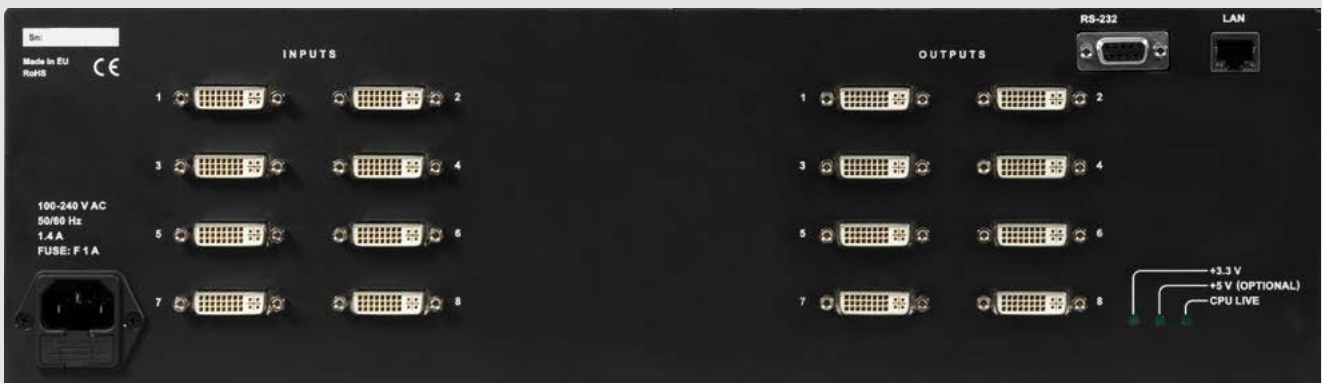 Sn:
Made in EU
RoHS
CE
INPUTS
1
2
3
4
5
6
7
8
100-240 V AC
50/60 Hz
1.4 A
FUSE: F 1 A
OUTPUTS
1
2
3
4
5
6
7
8
RS-232
LAN
+3.3 V
+5 V (OPTIONAL)
CPU LIVE